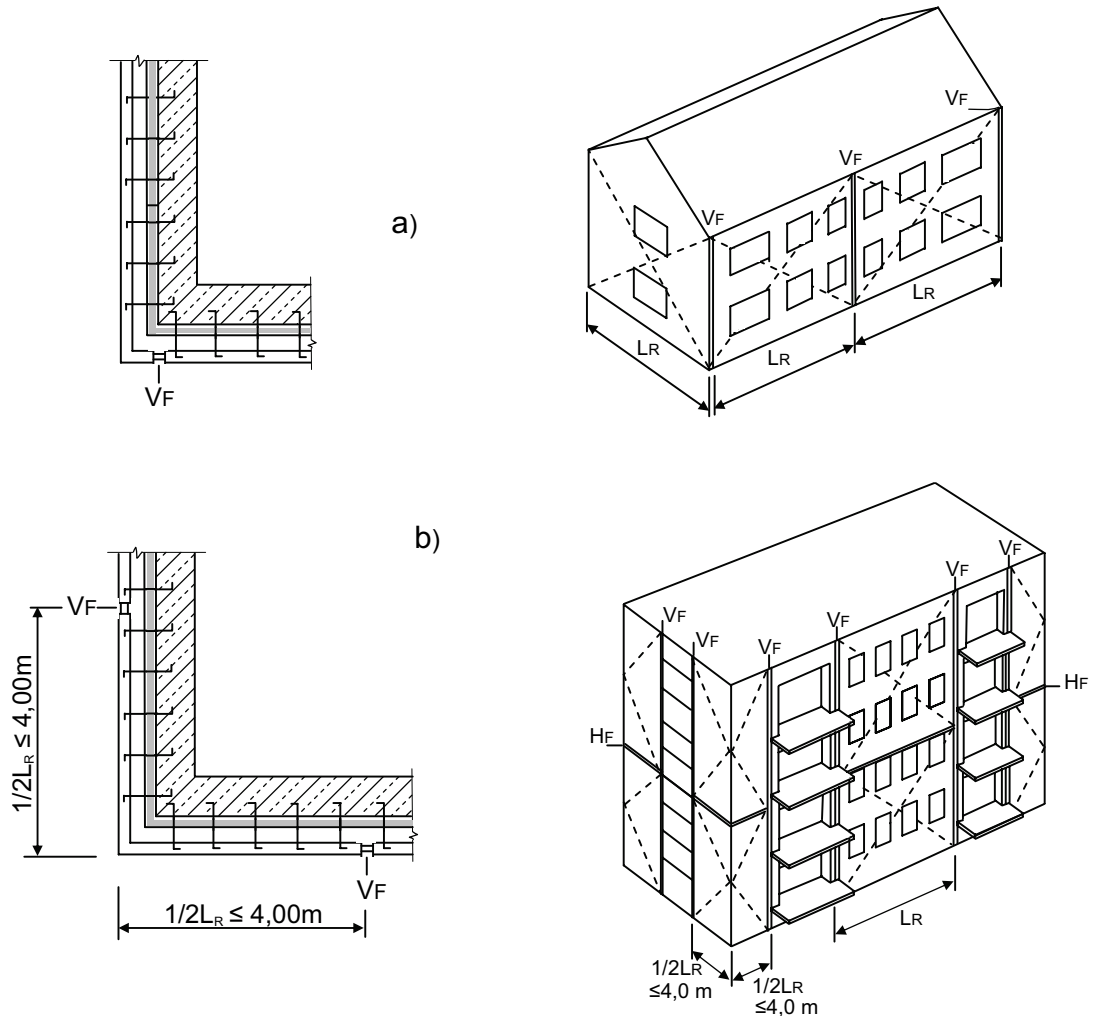 a)
VF
VF
VF
VF
LR
LR
LR
b)
VF
1/2LR ≤ 4,00m
VF
1/2LR ≤ 4,00m
VF
VF
VF
VF
VF
VF
HF
HF
LR
1/2LR
≤4,0 m
1/2LR
≤4,0 m